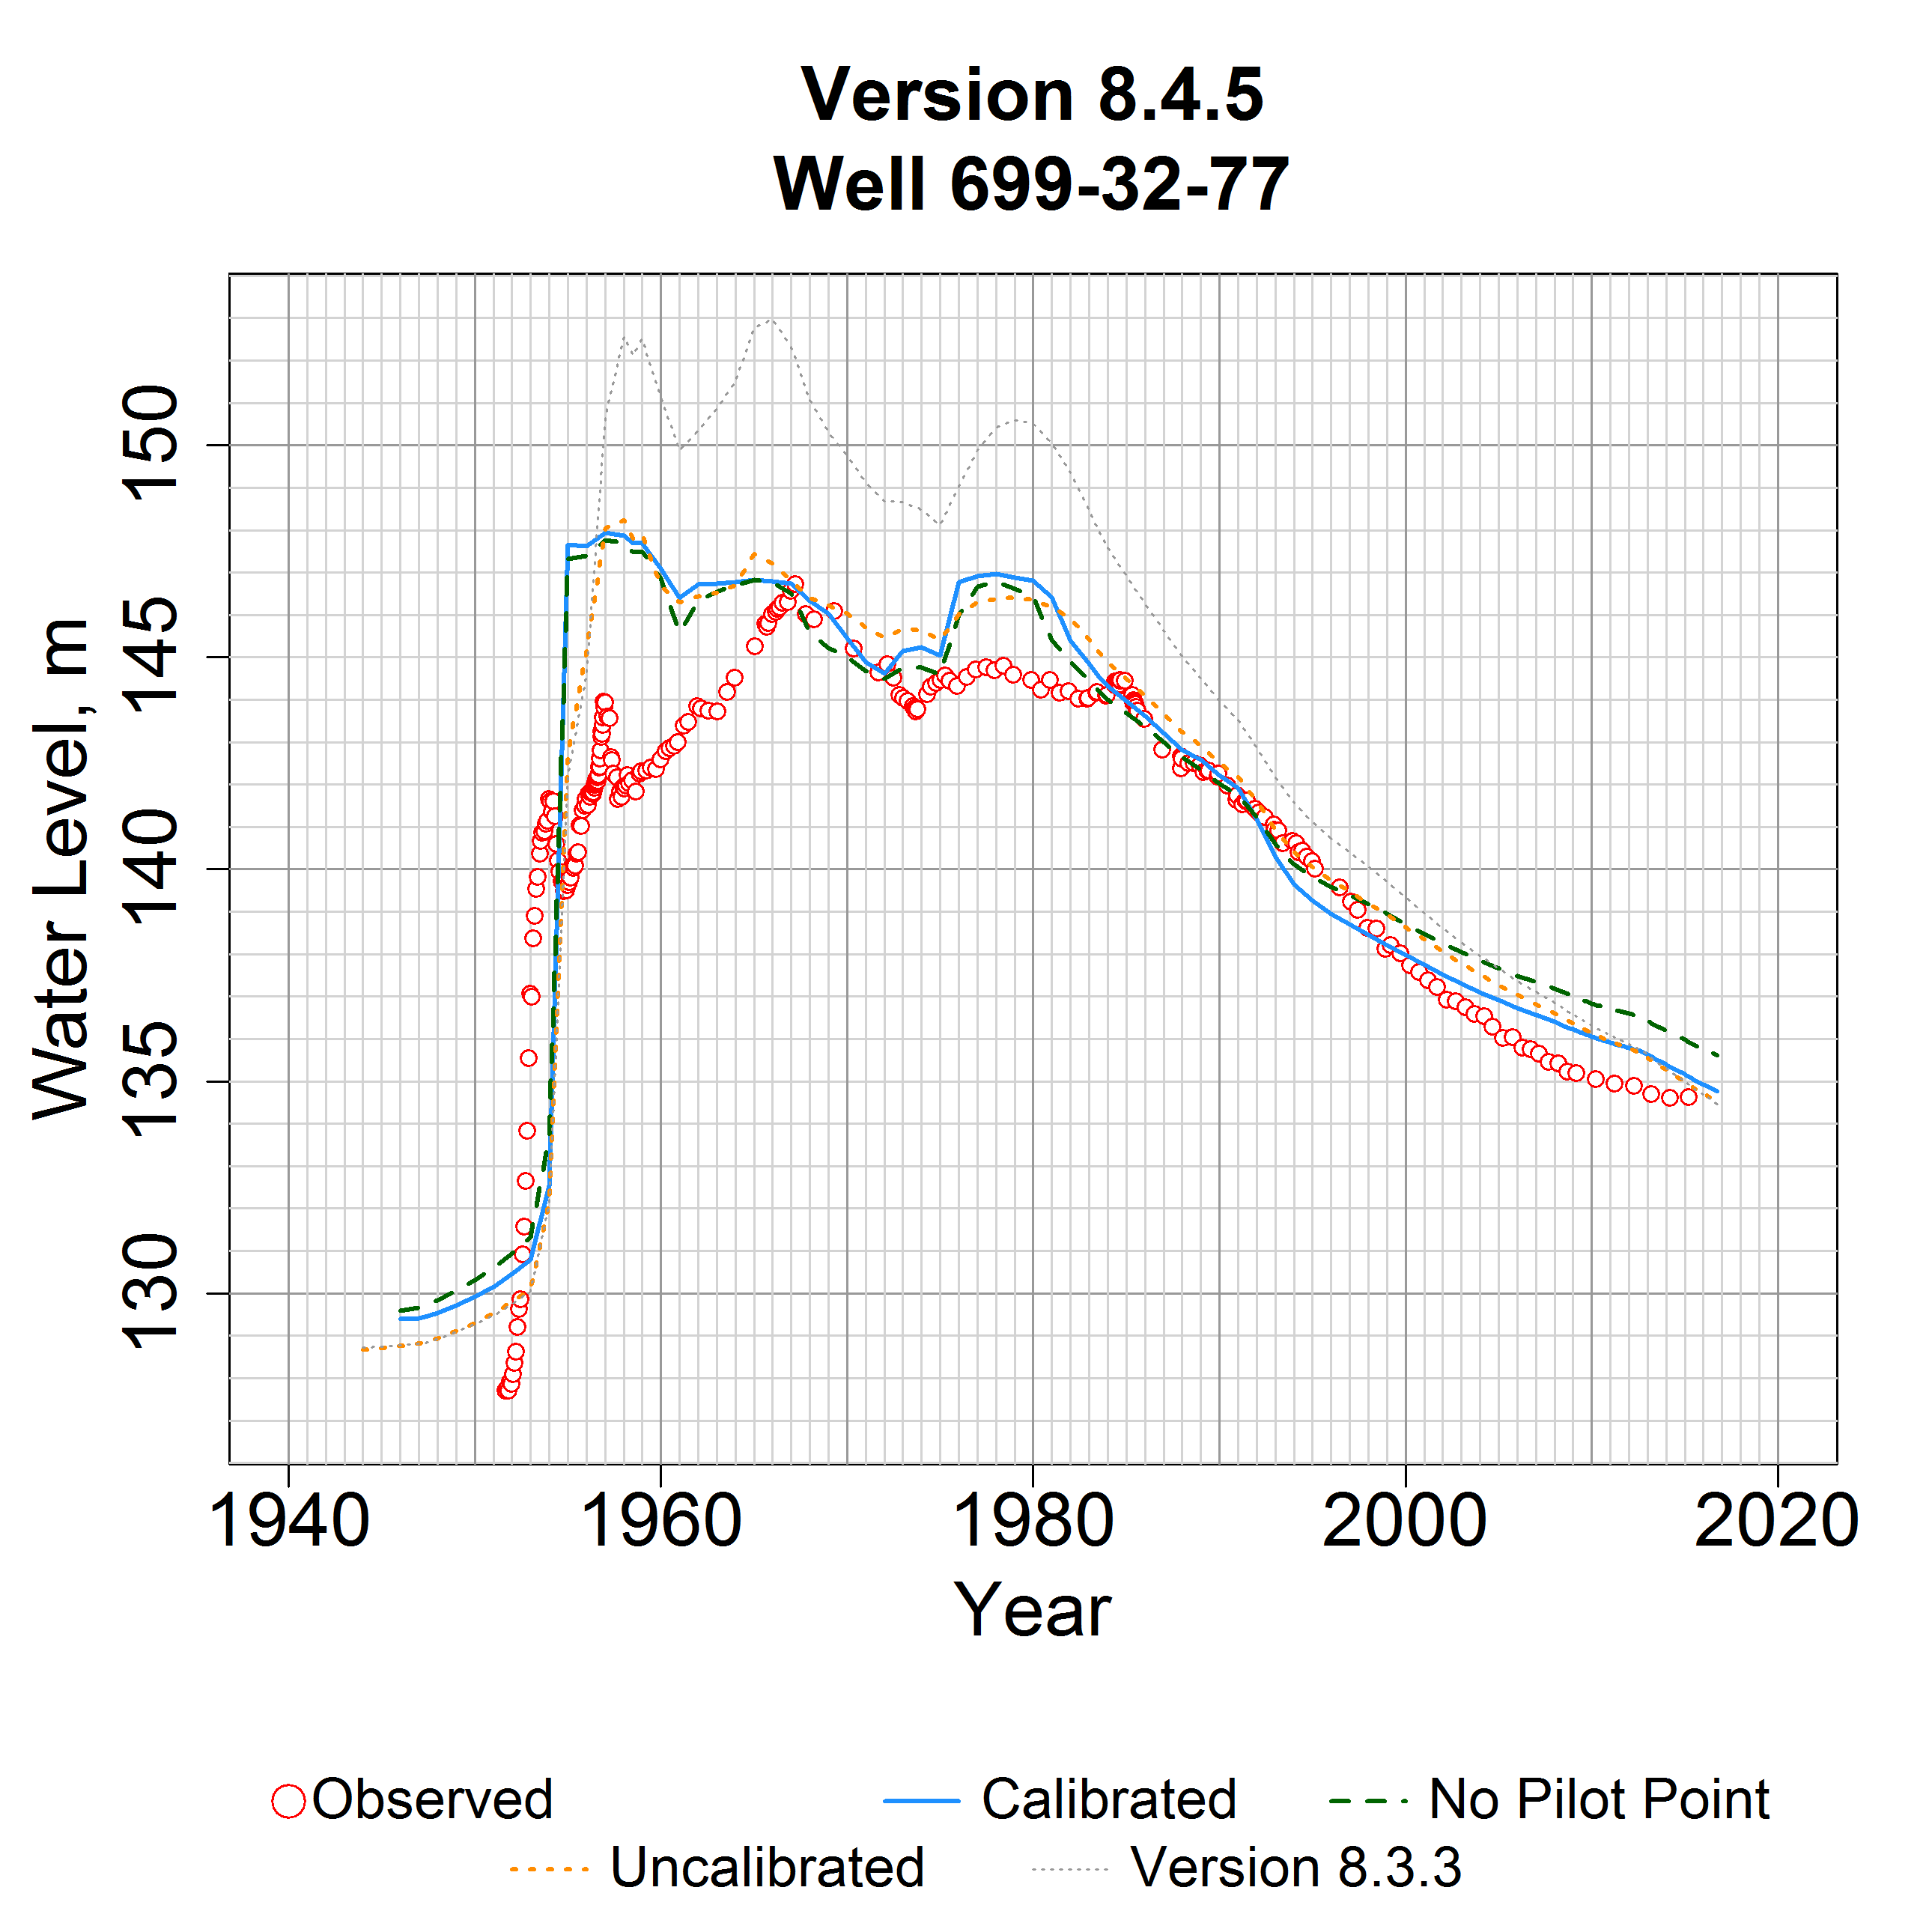 Version 8.4.5
Well 699-32-77
Water Level, m
150
145
140
135
130
1940 1960 1980 2000 2020
Year
Observed Calibrated No Pilot Point
Uncalibrated Version 8.3.3